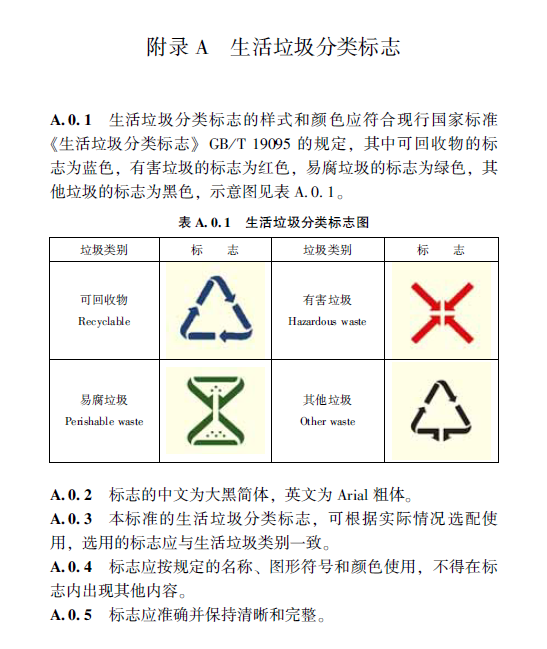 附录 A 生活垃圾分类标志
A.0.1 生活垃圾分类标志的样式和颜色应符合现行国家标准
《生活垃圾分类标志》GB/T 19095 的规定，其中可回收物的标
志为蓝色，有害垃圾的标志为红色，易腐垃圾的标志为绿色，其
他垃圾的标志为黑色，示意图见表 A.0.1。
表 A.0.1 生活垃圾分类标志图
垃圾类别 标 志 垃圾类别 标 志
可回收物
Recyclable
有害垃圾
Hazardous waste
易腐垃圾
Perishable waste
其他垃圾
Other waste
A.0.2 标志的中文为大黑简体，英文为 Arial 粗体。
A.0.3 本标准的生活垃圾分类标志，可根据实际情况选配使
用，选用的标志应与生活垃圾类别一致。
A.0.4 标志应按规定的名称、图形符号和颜色使用，不得在标
志内出现其他内容。
A.0.5 标志应准确并保持清晰和完整。